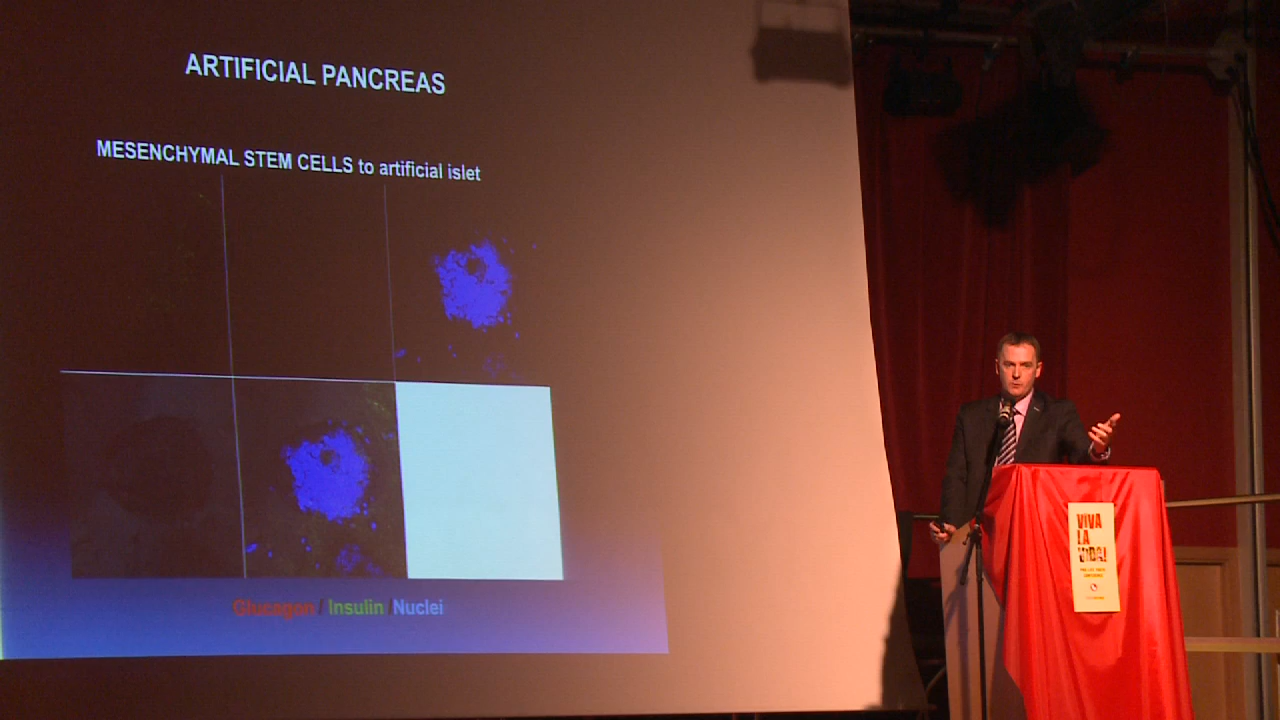 ARTIFICIAL PANCREAS
MESENCHYMAL STEM CELLS to artificial islet
Glucagon / Insulin / Nuclei
VIVA
LA
VIDA!